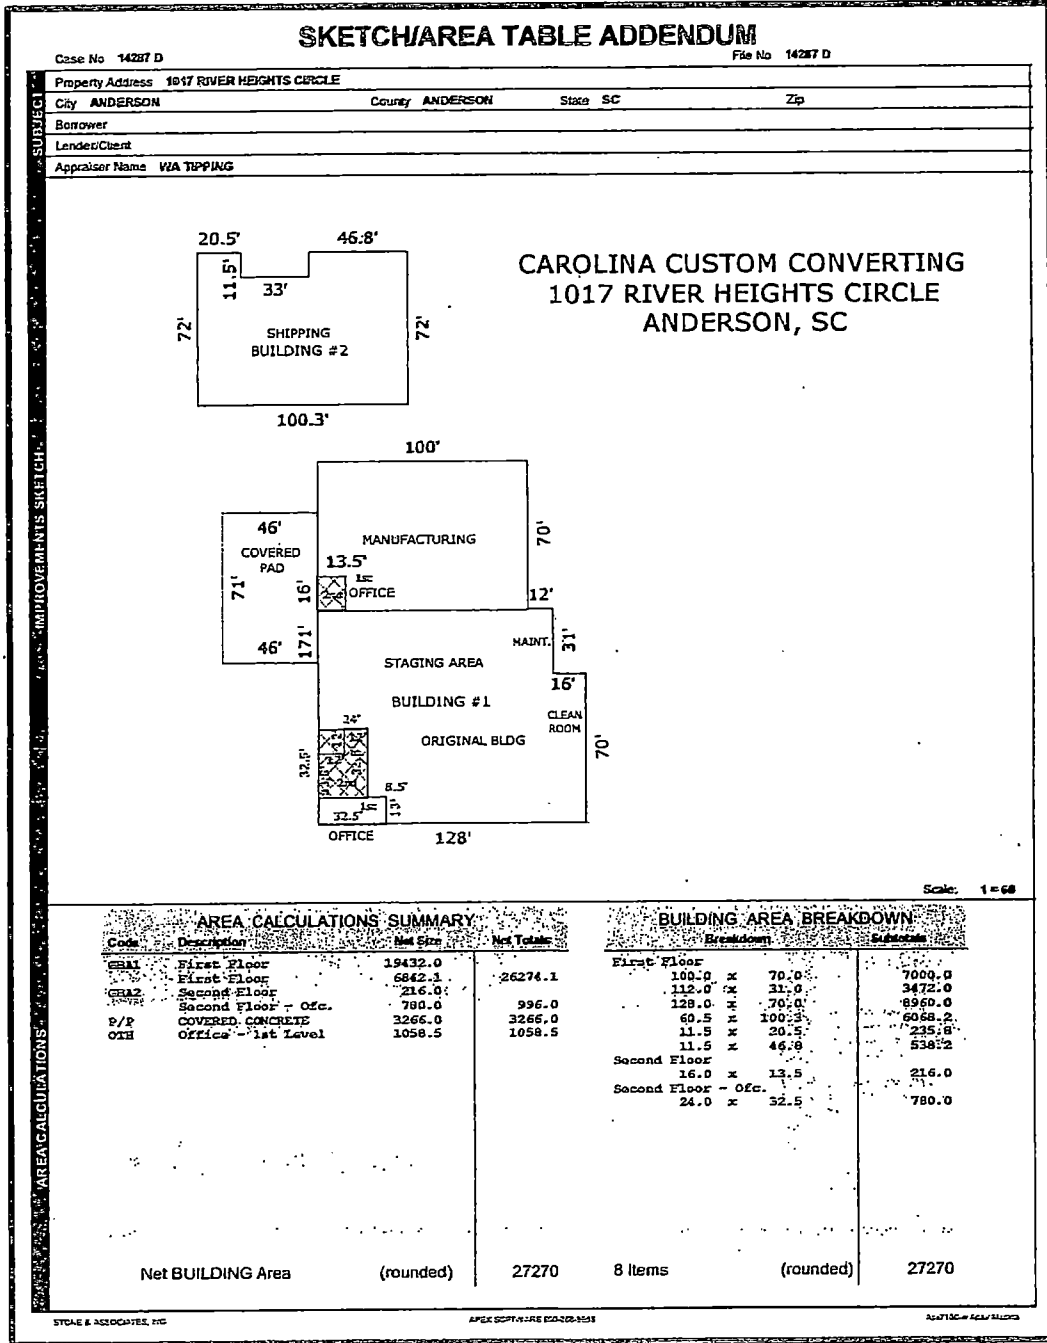 SKETCH/AREA TABLE ADDENDUM
Case No 14287 D File No 14287 D
SUBJECT
Property Address 1017 RIVER HEIGHTS CIRCLE
City ANDERSON County ANDERSON State SC Zip
Borrower
Lender/Client
Appraiser Name WA TIPPING
IMPROVEMENTS SKETCH
CAROLINA CUSTOM CONVERTING
1017 RIVER HEIGHTS CIRCLE
ANDERSON, SC
20.5' 46.8'
11.5'
33'
72' 72'
SHIPPING
BUILDING #2
100.3'
100'
46'
COVERED
PAD
71'
MANUFACTURING
70'
13.5'
16'
1st
OFFICE
12'
46'
171'
MAINT.
31'
STAGING AREA
16'
BUILDING #1
CLEAN
ROOM
24'
ORIGINAL BLDG
70'
32.5'
8.5'
1st
13'
32.5'
OFFICE
128'
Scale: 1 = 68
AREA CALCULATIONS
AREA CALCULATIONS SUMMARY
Code Description Net Size Net Totals
GBA1 First Floor 19432.0
First Floor 6842.1 26274.1
GBA2 Second Floor 216.0
Second Floor - Ofc. 780.0 996.0
P/P COVERED CONCRETE 3266.0 3266.0
OTH Office - 1st Level 1058.5 1058.5
Net BUILDING Area (rounded) 27270
BUILDING AREA BREAKDOWN
Breakdown Subtotals
First Floor
100.0 x 70.0 7000.0
112.0 x 31.0 3472.0
128.0 x 70.0 8960.0
60.5 x 100.3 6068.2
11.5 x 20.5 235.8
11.5 x 46.8 538.2
Second Floor
16.0 x 13.5 216.0
Second Floor - Ofc.
24.0 x 32.5 780.0
8 Items (rounded) 27270
STONE & ASSOCIATES, INC
APEX SOFTWARE